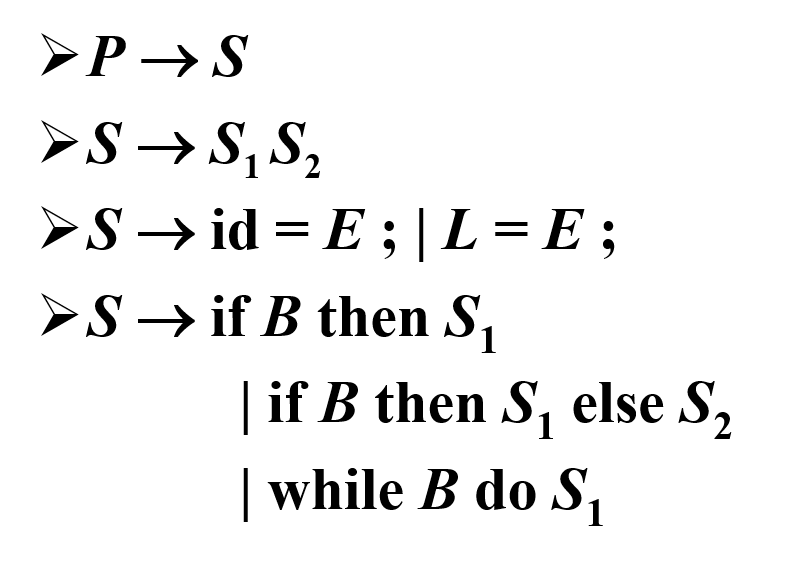 ➢P → S
➢S → S₁ S₂
➢S → id = E ; | L = E ;
➢S → if B then S₁
| if B then S₁ else S₂
| while B do S₁